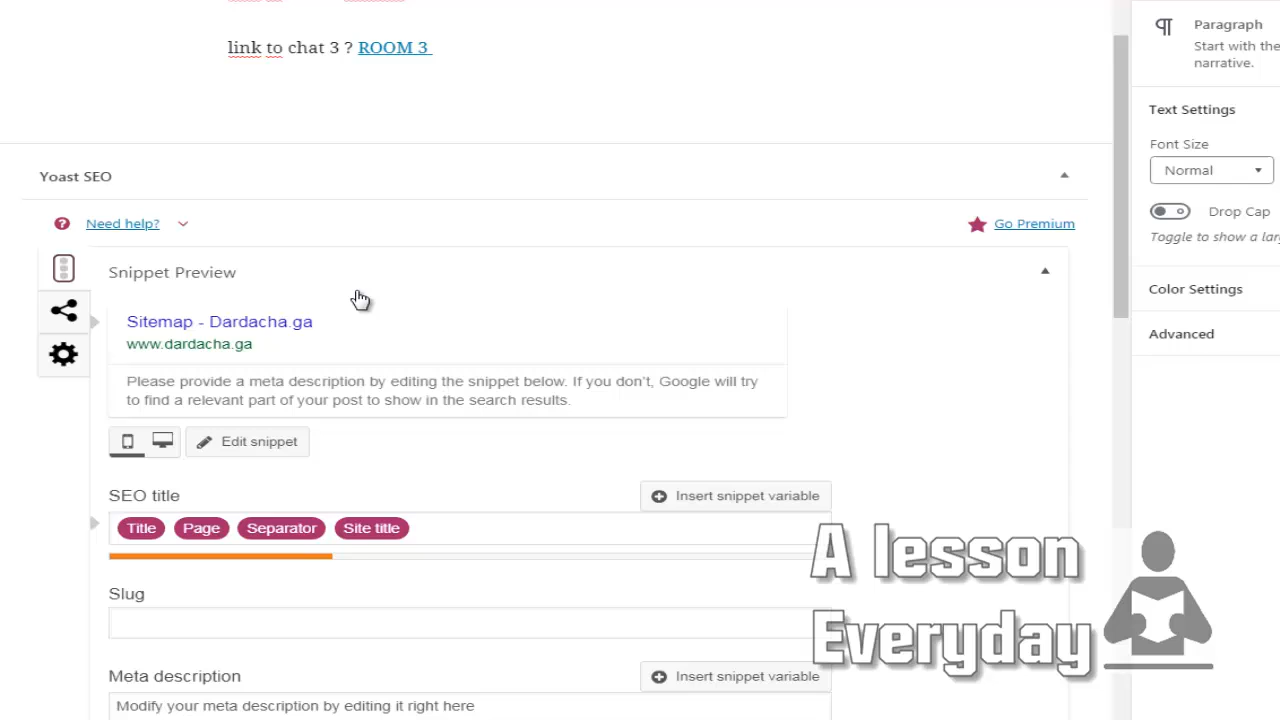 link to chat 3 ? ROOM 3
Paragraph
Start with the
narrative.
Text Settings
Font Size
Normal
Drop Cap
Toggle to show a
Color Settings
Advanced
Yoast SEO
Need help?
Go Premium
Snippet Preview
Sitemap - Dardacha.ga
www.dardacha.ga
Please provide a meta description by editing the snippet below. If you don't, Google will try
to find a relevant part of your post to show in the search results.
Edit snippet
SEO title
Insert snippet variable
Title Page Separator Site title
Slug
Meta description
Insert snippet variable
Modify your meta description by editing it right here
A lesson
Everyday